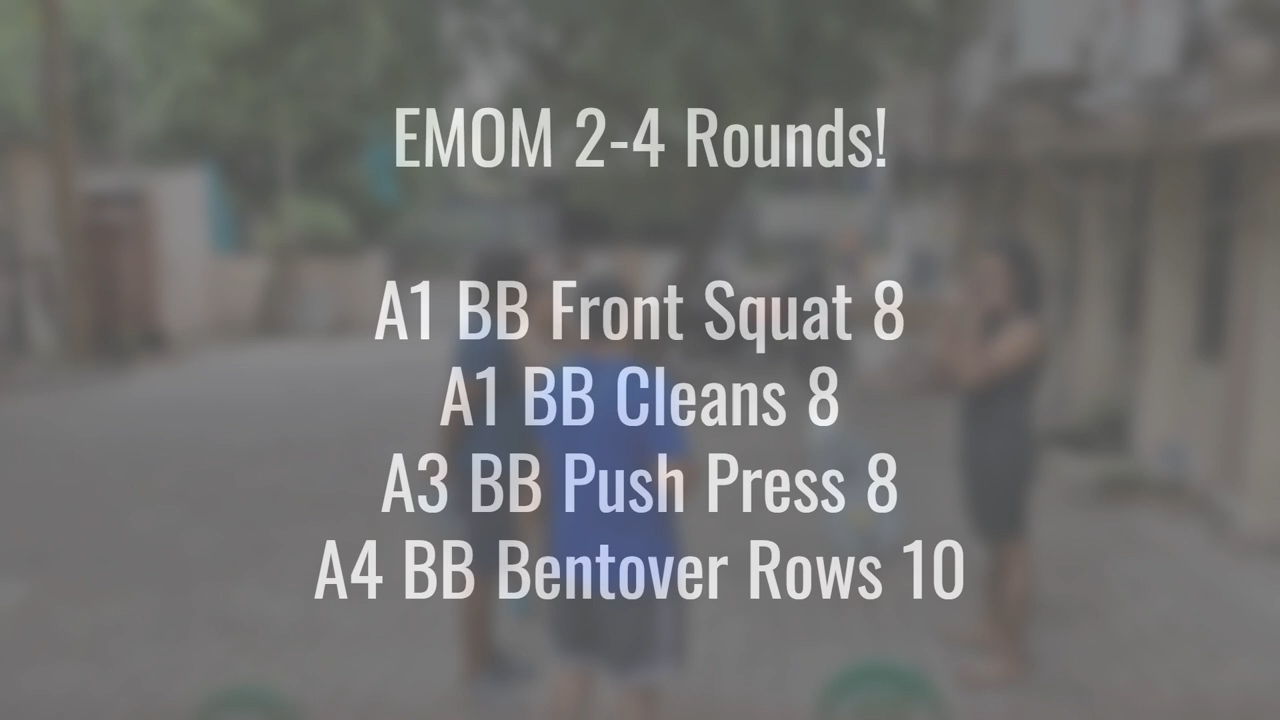 EMOM 2-4 Rounds!
A1 BB Front Squat 8
A1 BB Cleans 8
A3 BB Push Press 8
A4 BB Bentover Rows 10